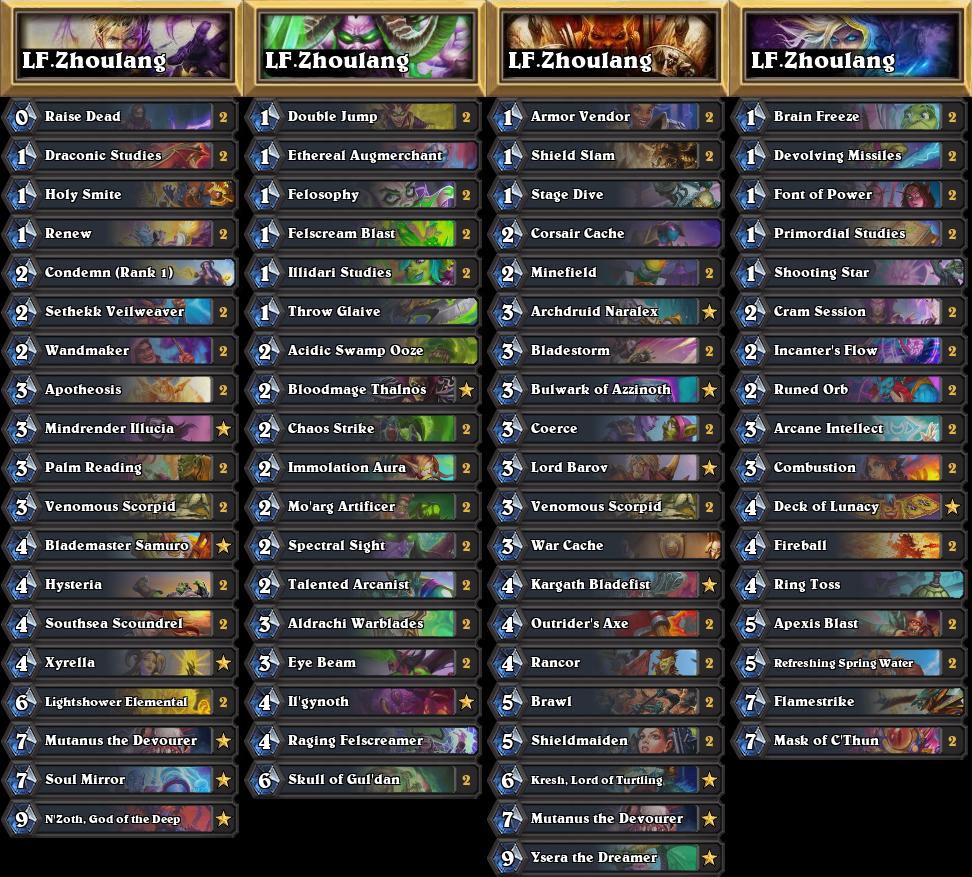 LF.Zhoulang
0 Raise Dead 2
1 Draconic Studies 2
1 Holy Smite 2
1 Renew 2
2 Condemn (Rank 1)
2 Sethekk Veilweaver 2
2 Wandmaker 2
3 Apotheosis 2
3 Mindrender Illucia ★
3 Palm Reading 2
3 Venomous Scorpid 2
4 Blademaster Samuro ★
4 Hysteria 2
4 Southsea Scoundrel 2
4 Xyrella ★
6 Lightshower Elemental 2
7 Mutanus the Devourer ★
7 Soul Mirror ★
9 N'Zoth, God of the Deep ★
LF.Zhoulang
1 Double Jump 2
1 Ethereal Augmerchant
1 Felosophy 2
1 Felscream Blast 2
1 Illidari Studies 2
1 Throw Glaive
2 Acidic Swamp Ooze
2 Bloodmage Thalnos ★
2 Chaos Strike 2
2 Immolation Aura 2
2 Mo'arg Artificer 2
2 Spectral Sight 2
2 Talented Arcanist 2
3 Aldrachi Warblades 2
3 Eye Beam 2
4 Il'gynoth ★
4 Raging Felscreamer
6 Skull of Gul'dan 2
LF.Zhoulang
1 Armor Vendor 2
1 Shield Slam 2
1 Stage Dive
2 Corsair Cache
2 Minefield 2
3 Archdruid Naralex ★
3 Bladestorm 2
3 Bulwark of Azzinoth ★
3 Coerce 2
3 Lord Barov ★
3 Venomous Scorpid 2
3 War Cache
4 Kargath Bladefist ★
4 Outrider's Axe 2
4 Rancor 2
5 Brawl 2
5 Shieldmaiden 2
6 Kresh, Lord of Turtling ★
7 Mutanus the Devourer ★
9 Ysera the Dreamer ★
LF.Zhoulang
1 Brain Freeze 2
1 Devolving Missiles 2
1 Font of Power 2
1 Primordial Studies 2
1 Shooting Star
2 Cram Session 2
2 Incanter's Flow 2
2 Runed Orb 2
3 Arcane Intellect 2
3 Combustion 2
4 Deck of Lunacy ★
4 Fireball 2
4 Ring Toss
5 Apexis Blast 2
5 Refreshing Spring Water 2
7 Flamestrike
7 Mask of C'Thun 2